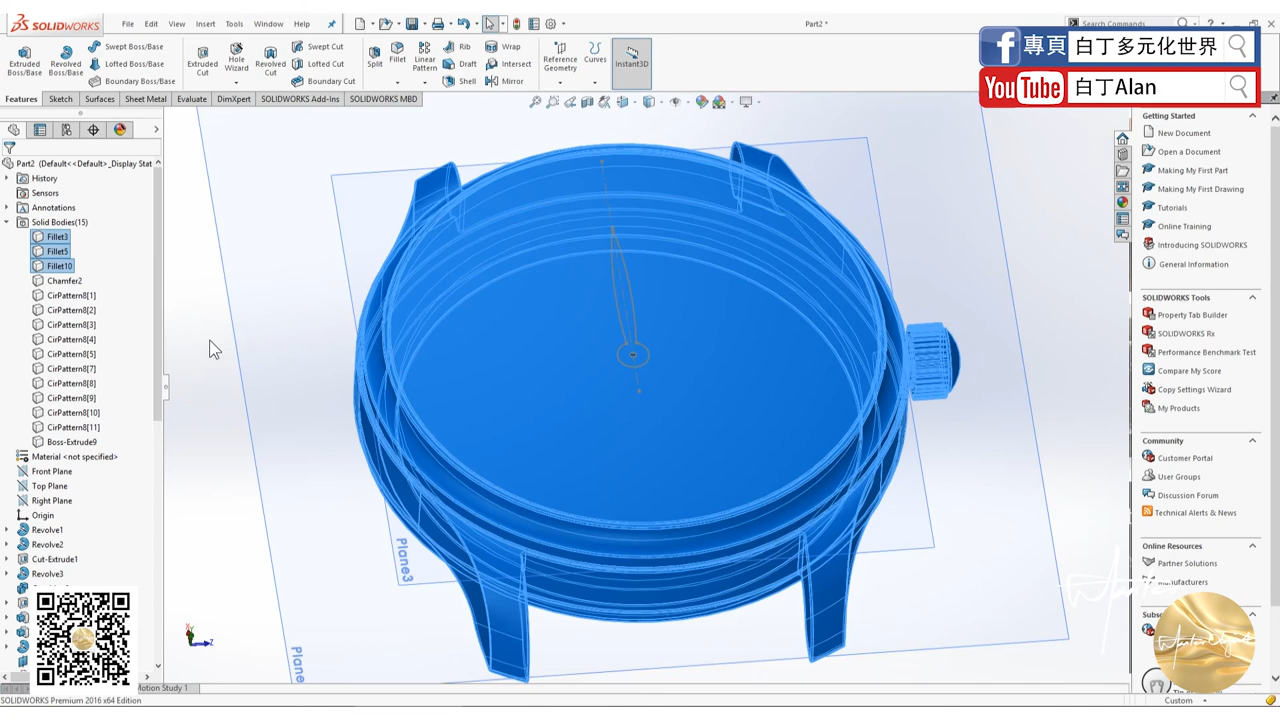 SOLIDWORKS
File Edit View Insert Tools Window Help
Part2 *
Search Commands
專頁 白丁多元化世界
YouTube 白丁Alan
Extruded Boss/Base
Revolved Boss/Base
Swept Boss/Base
Lofted Boss/Base
Boundary Boss/Base
Extruded Cut
Hole Wizard
Revolved Cut
Swept Cut
Lofted Cut
Boundary Cut
Split
Fillet
Linear Pattern
Rib
Draft
Shell
Wrap
Intersect
Mirror
Reference Geometry
Curves
Instant3D
Features Sketch Surfaces Sheet Metal Evaluate DimXpert SOLIDWORKS Add-Ins SOLIDWORKS MBD
Part2 (Default<<Default>_Display Stat
History
Sensors
Annotations
Solid Bodies(15)
Fillet3
Fillet5
Fillet10
Chamfer2
CirPattern8[1]
CirPattern8[2]
CirPattern8[3]
CirPattern8[4]
CirPattern8[5]
CirPattern8[7]
CirPattern8[8]
CirPattern8[9]
CirPattern8[10]
CirPattern8[11]
Boss-Extrude9
Material <not specified>
Front Plane
Top Plane
Right Plane
Origin
Revolve1
Revolve2
Cut-Extrude1
Revolve3
Plane3
Plane
Motion Study 1
SOLIDWORKS Premium 2016 x64 Edition
Getting Started
New Document
Open a Document
Making My First Part
Making My First Drawing
Tutorials
Online Training
Introducing SOLIDWORKS
General Information
SOLIDWORKS Tools
Property Tab Builder
SOLIDWORKS Rx
Performance Benchmark Test
Compare My Score
Copy Settings Wizard
My Products
Community
Customer Portal
User Groups
Discussion Forum
Technical Alerts & News
Online Resources
Partner Solutions
Manufacturers
Custom